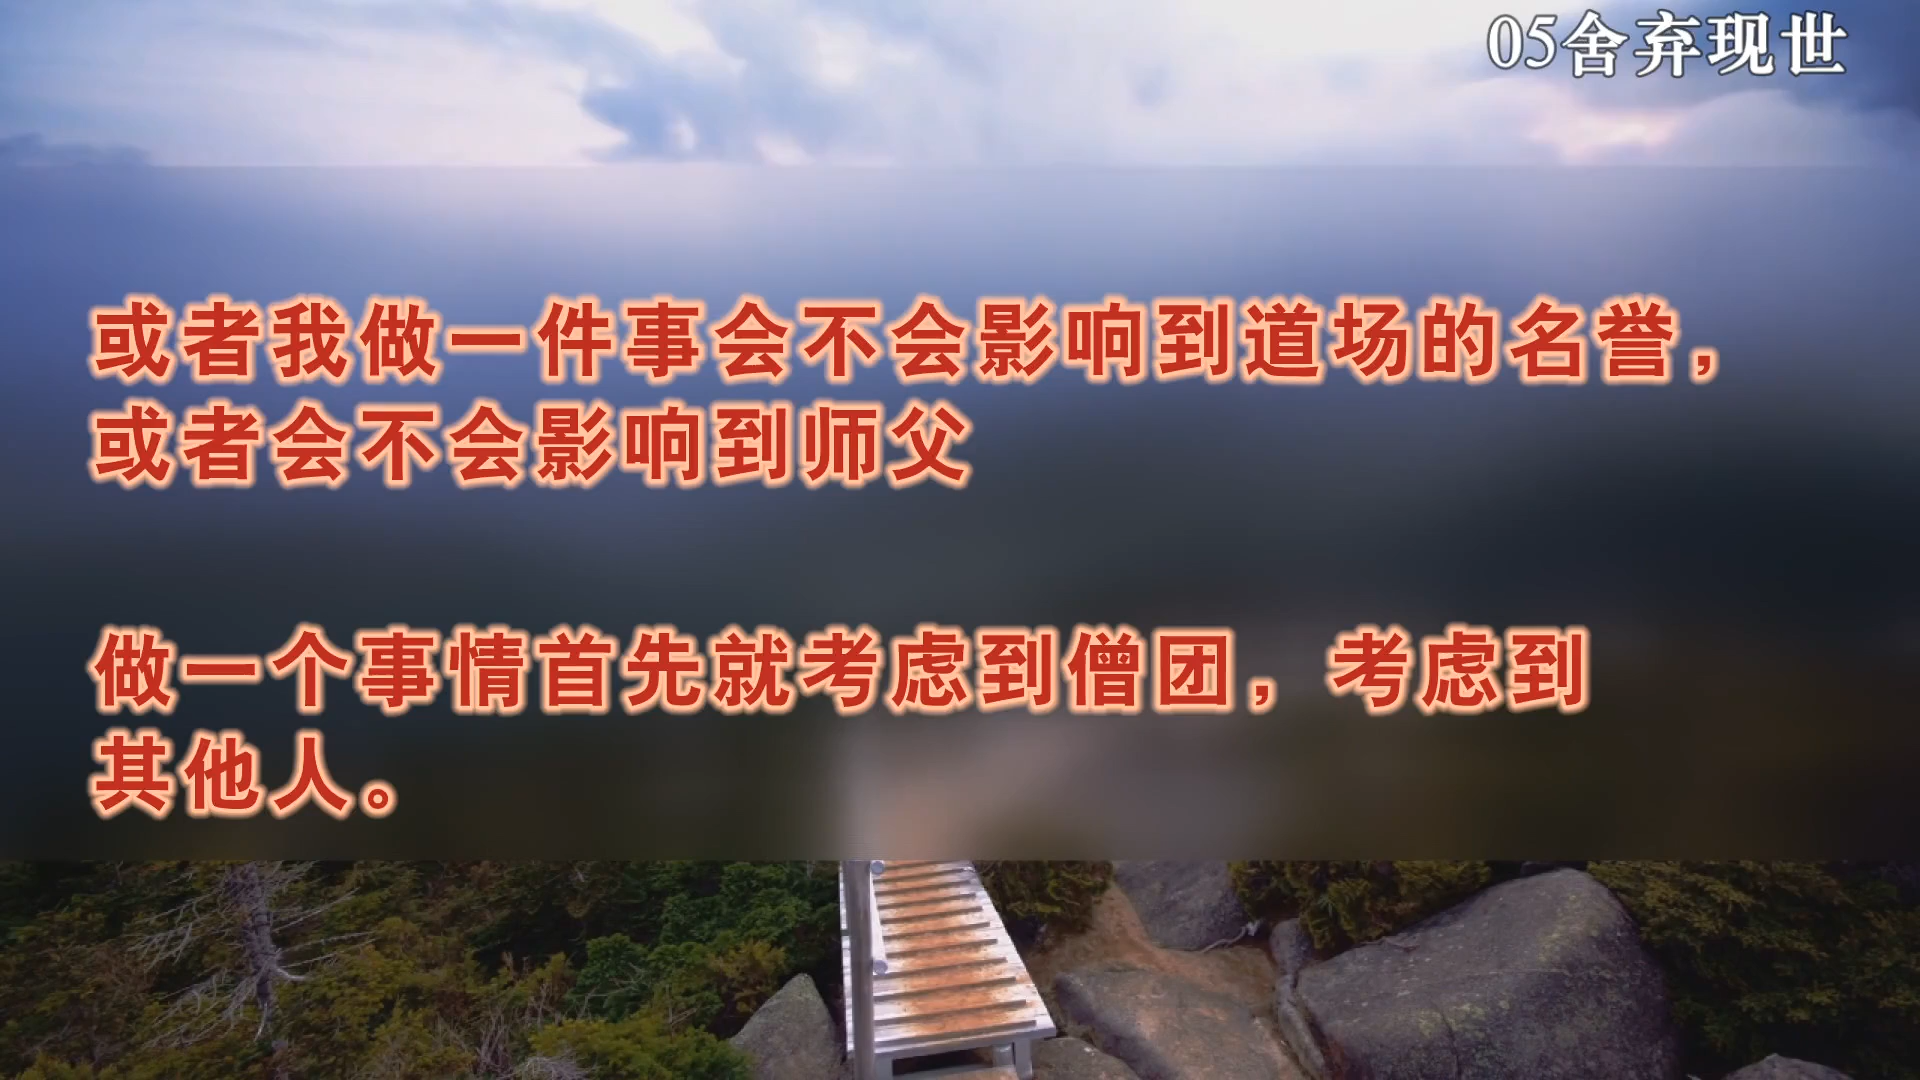 05舍弃现世
或者我做一件事会不会影响到道场的名誉，
或者会不会影响到师父
做一个事情首先就考虑到僧团，考虑到
其他人。